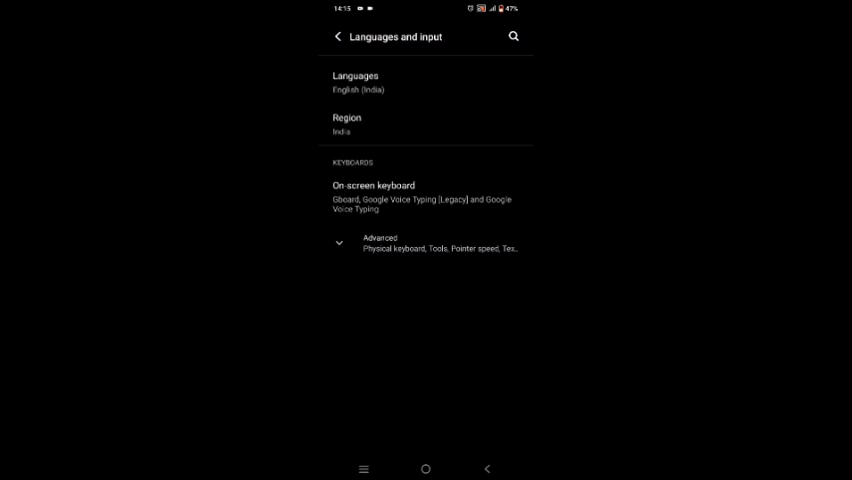 14:15
47%
Languages and input
Languages
English (India)
Region
India
KEYBOARDS
On-screen keyboard
Gboard, Google Voice Typing [Legacy] and Google
Voice Typing
Advanced
Physical keyboard, Tools, Pointer speed, Tex..